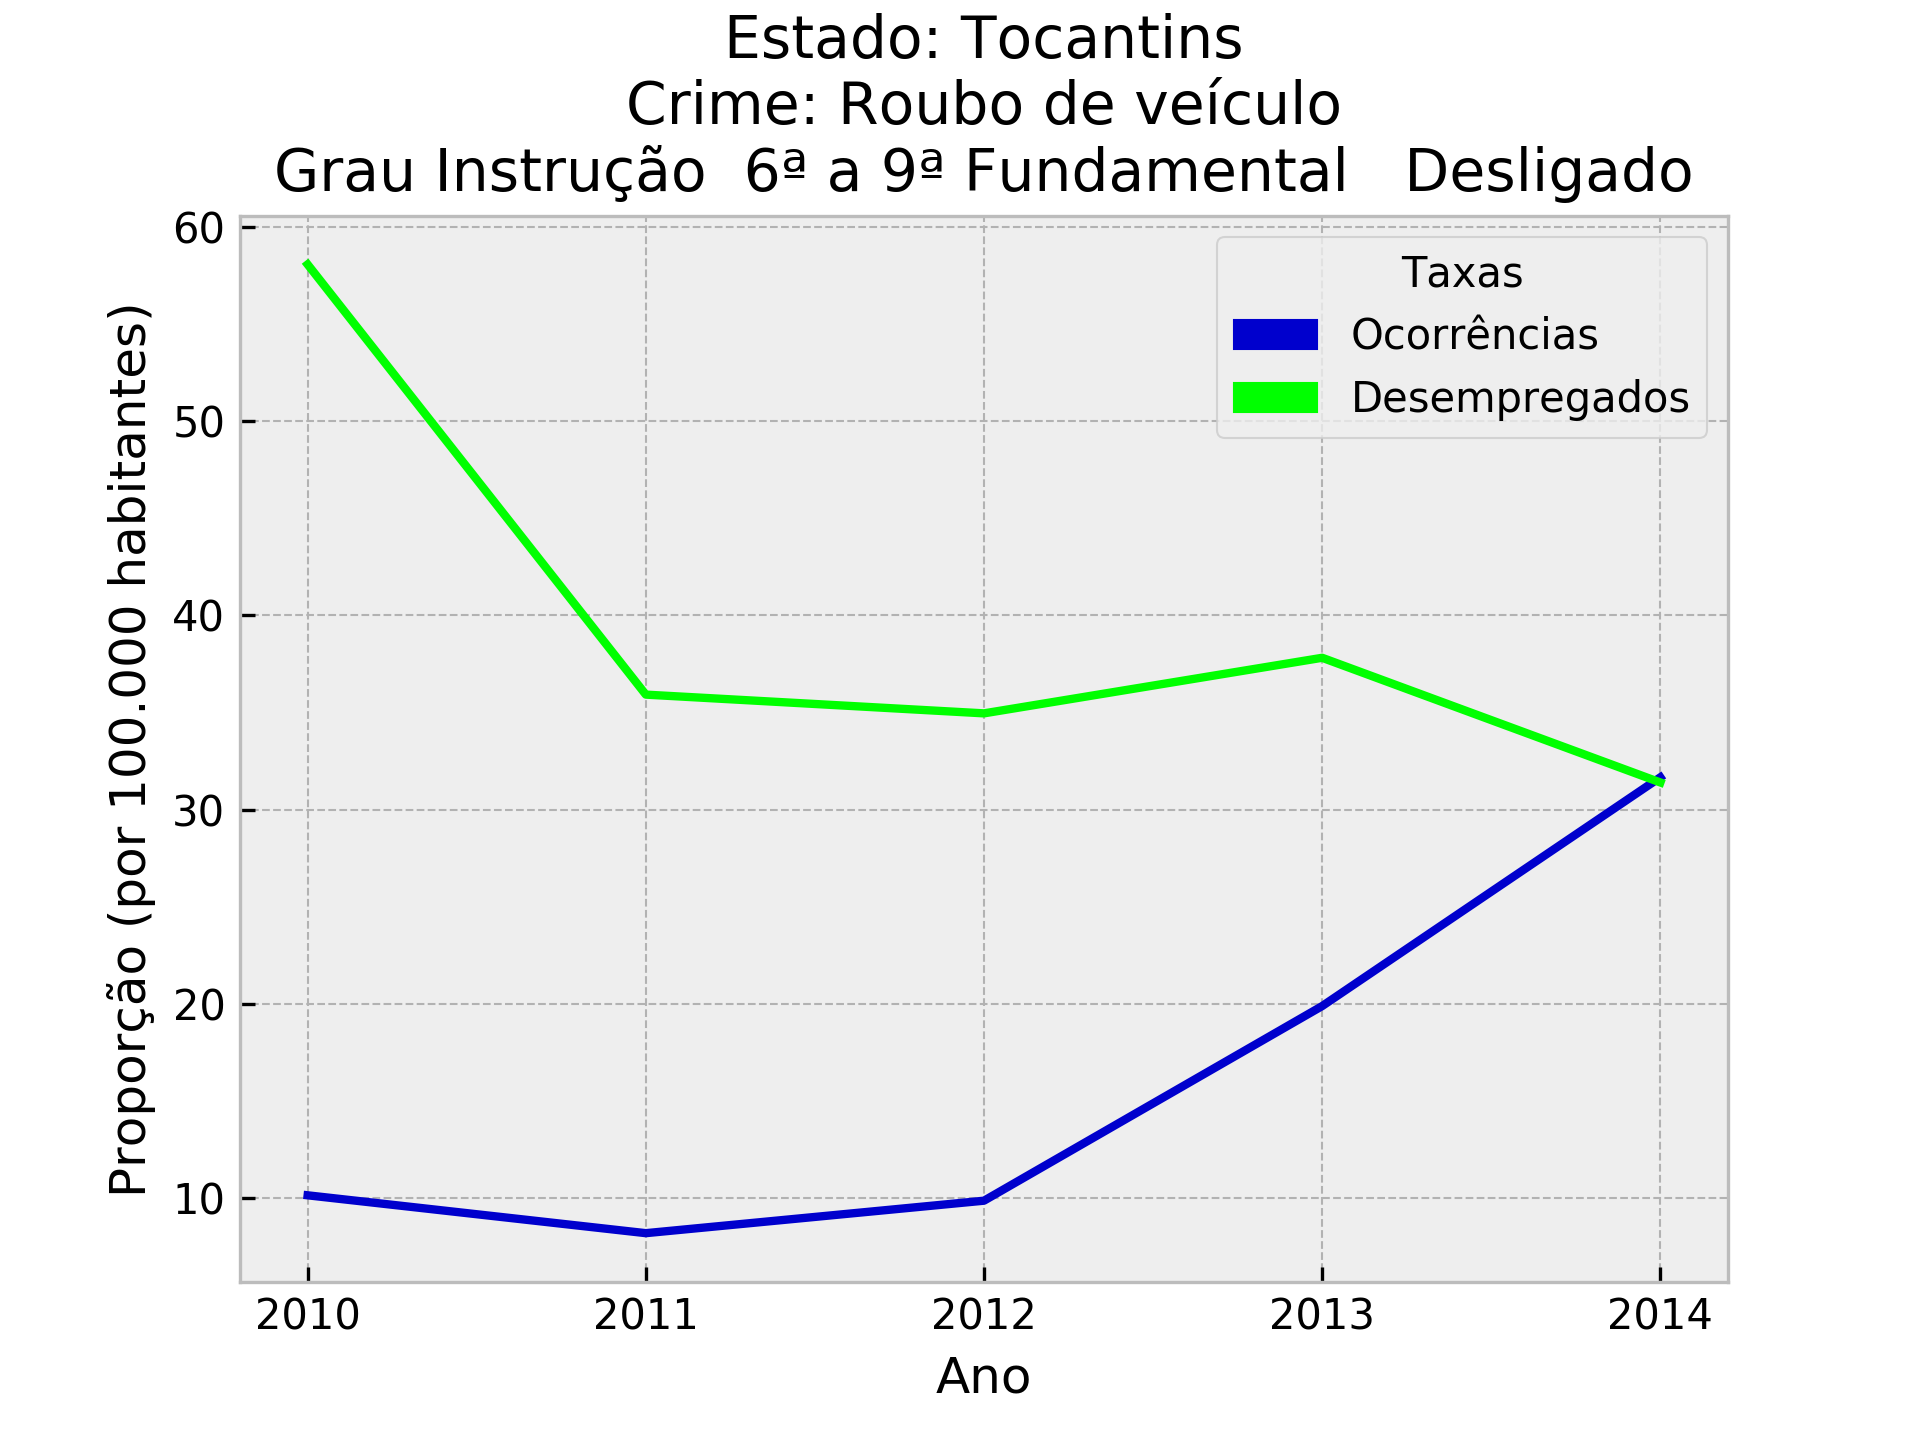 Estado: Tocantins
Crime: Roubo de veículo
Grau Instrução  6ª a 9ª Fundamental   Desligado
Proporção (por 100.000 habitantes)
60
50
40
30
20
10
Taxas
Ocorrências
Desempregados
2010 2011 2012 2013 2014
Ano